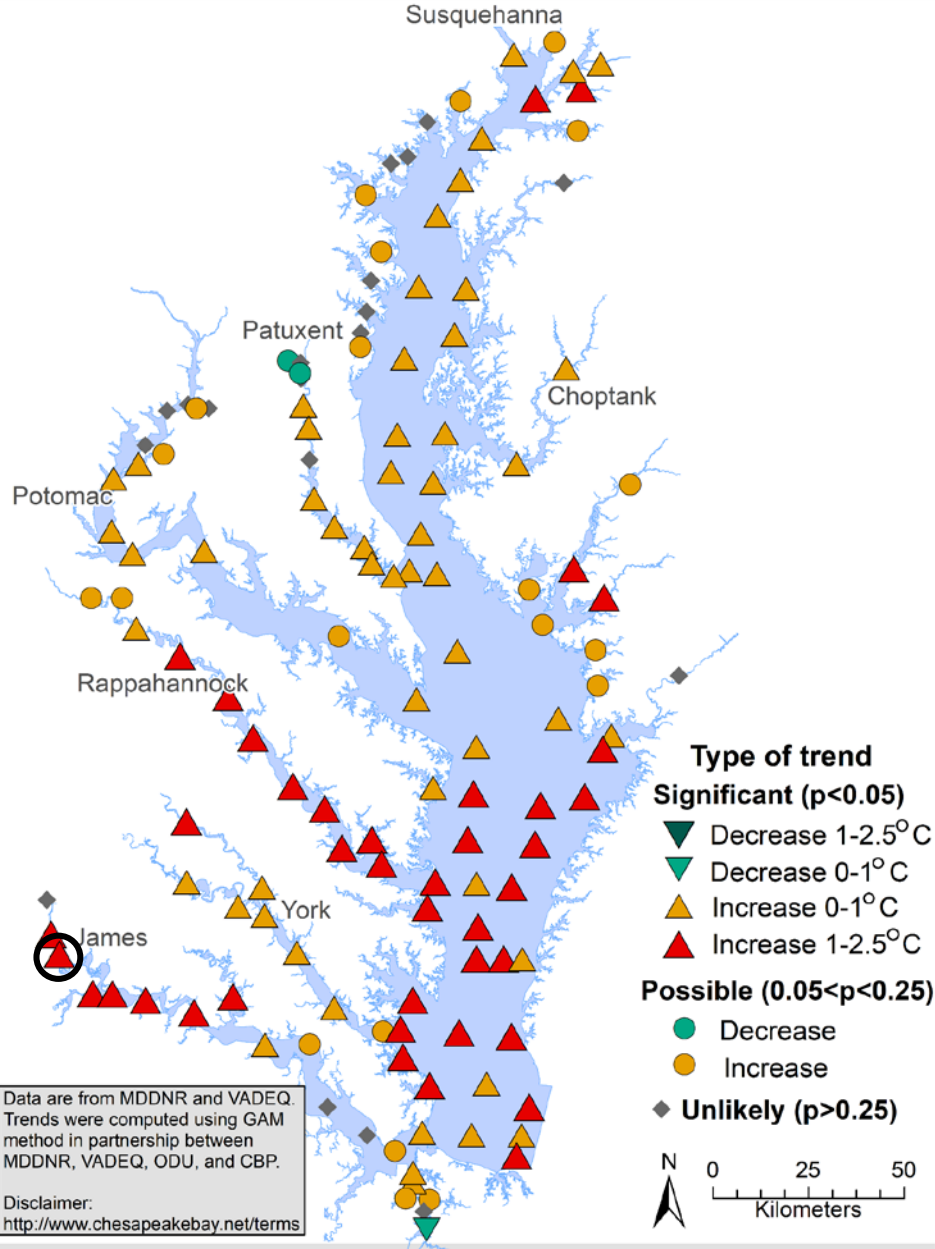 Susquehanna
Patuxent
Choptank
Potomac
Rappahannock
York
James
Type of trend
Significant (p<0.05)
Decrease 1-2.5°C
Decrease 0-1°C
Increase 0-1°C
Increase 1-2.5°C
Possible (0.05<p<0.25)
Decrease
Increase
Unlikely (p>0.25)
N
0 25 50
Kilometers
Data are from MDDNR and VADEQ.
Trends were computed using GAM
method in partnership between
MDDNR, VADEQ, ODU, and CBP.
Disclaimer:
http://www.chesapeakebay.net/terms